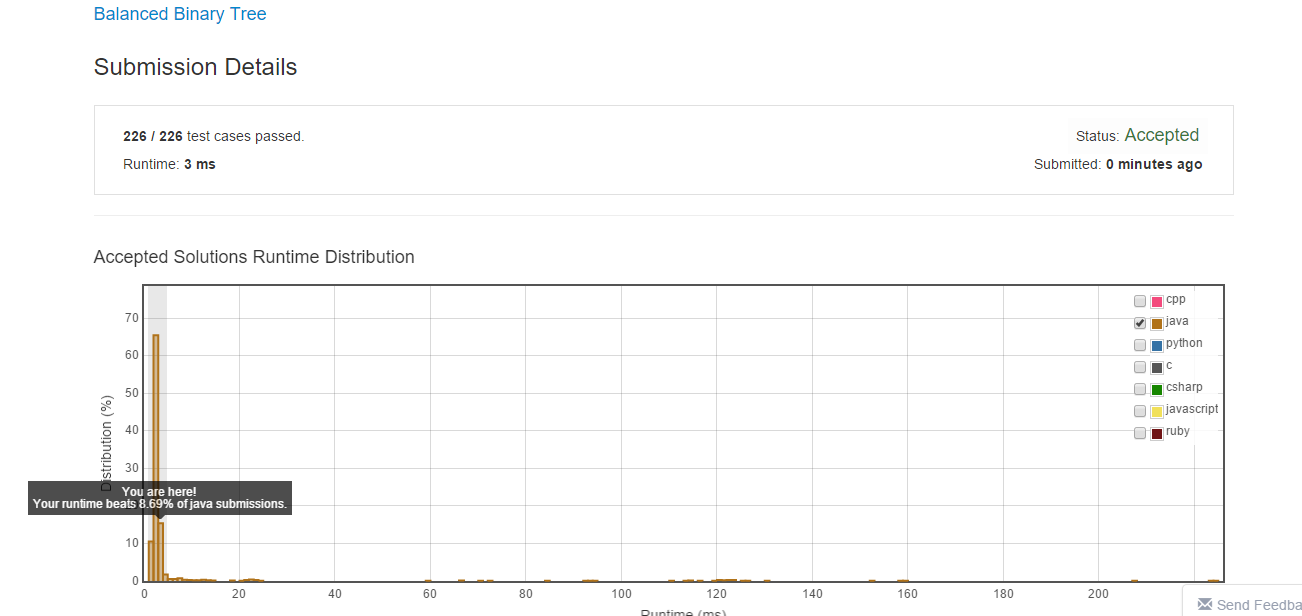 Balanced Binary Tree
Submission Details
226 / 226 test cases passed.
Status: Accepted
Runtime: 3 ms
Submitted: 0 minutes ago
Accepted Solutions Runtime Distribution
cpp
java
python
c
csharp
javascript
ruby
Distribution (%)
70
60
50
40
30
10
0
You are here!
Your runtime beats 8.69% of java submissions.
0
20
40
60
80
100
120
140
160
180
200
Runtime (ms)
Send Feedba